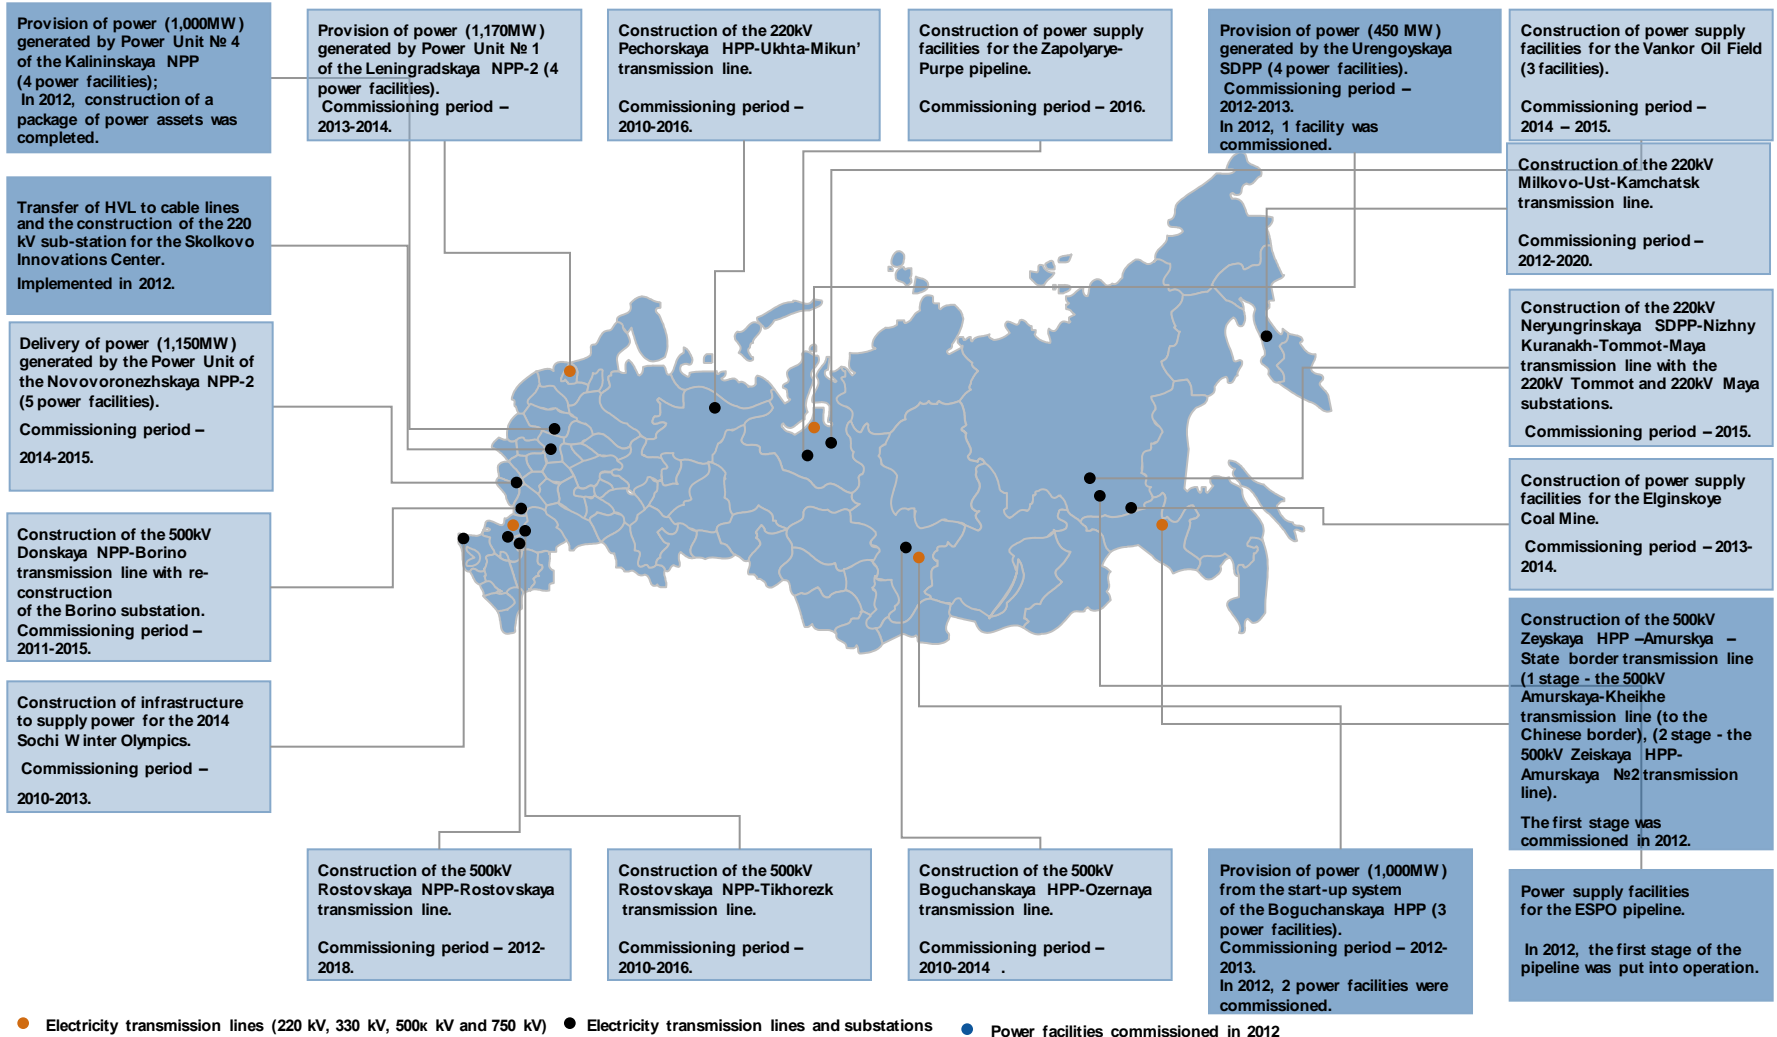 Provision of power (1,000MW)
generated by Power Unit № 4
of the Kalininskaya NPP
(4 power facilities);
In 2012, construction of a
package of power assets was
completed.
Provision of power (1,170MW)
generated by Power Unit № 1
of the Leningradskaya NPP-2 (4
power facilities).
Commissioning period –
2013-2014.
Construction of the 220kV
Pechorskaya HPP-Ukhta-Mikun’
transmission line.
Commissioning period –
2010-2016.
Construction of power supply
facilities for the Zapolyarye-
Purpe pipeline.
Commissioning period – 2016.
Provision of power (450 MW)
generated by the Urengoyskaya
SDPP (4 power facilities).
Commissioning period –
2012-2013.
In 2012, 1 facility was
commissioned.
Construction of power supply
facilities for the Vankor Oil Field
(3 facilities).
Commissioning period –
2014 – 2015.
Construction of the 220kV
Milkovo-Ust-Kamchatsk
transmission line.
Commissioning period –
2012-2020.
Transfer of HVL to cable lines
and the construction of the 220
kV sub-station for the Skolkovo
Innovations Center.
Implemented in 2012.
Construction of the 220kV
Neryungrinskaya SDPP-Nizhny
Kuranakh-Tommot-Maya
transmission line with the
220kV Tommot and 220kV Maya
substations.
Commissioning period – 2015.
Delivery of power (1,150MW)
generated by the Power Unit of
the Novovoronezhskaya NPP-2
(5 power facilities).
Commissioning period –
2014-2015.
Construction of power supply
facilities for the Elginskoye
Coal Mine.
Commissioning period – 2013-
2014.
Construction of the 500kV
Donskaya NPP-Borino
transmission line with re-
construction
of the Borino substation.
Commissioning period –
2011-2015.
Construction of the 500kV
Zeyskaya HPP –Amurskya –
State border transmission line
(1 stage - the 500kV
Amurskaya-Kheikhe
transmission line (to the
Chinese border), (2 stage - the
500kV Zeiskaya HPP-
Amurskaya №2 transmission
line).
The first stage was
commissioned in 2012.
Construction of infrastructure
to supply power for the 2014
Sochi Winter Olympics.
Commissioning period –
2010-2013.
Construction of the 500kV
Rostovskaya NPP-Rostovskaya
transmission line.
Commissioning period – 2012-
2018.
Construction of the 500kV
Rostovskaya NPP-Tikhorezk
transmission line.
Commissioning period –
2010-2016.
Construction of the 500kV
Boguchanskaya HPP-Ozernaya
transmission line.
Commissioning period –
2010-2014 .
Provision of power (1,000MW)
from the start-up system
of the Boguchanskaya HPP (3
power facilities).
Commissioning period – 2012-
2013.
In 2012, 2 power facilities were
commissioned.
Power supply facilities
for the ESPO pipeline.
In 2012, the first stage of the
pipeline was put into operation.
Electricity transmission lines (220 kV, 330 kV, 500к kV and 750 kV)
Electricity transmission lines and substations
Power facilities commissioned in 2012